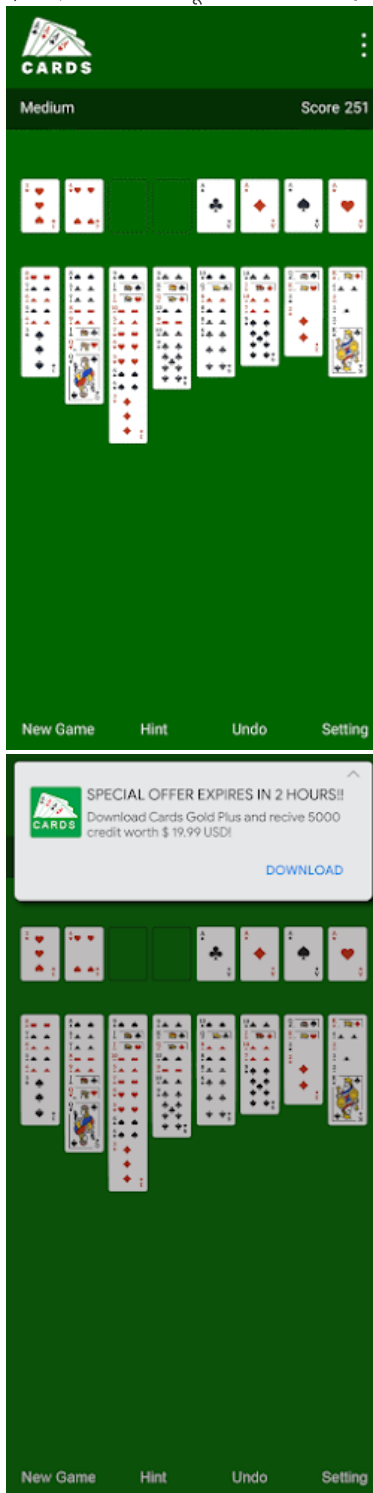 CARDS
Medium
Score 251
New Game
Hint
Undo
Setting
SPECIAL OFFER EXPIRES IN 2 HOURS!!
Download Cards Gold Plus and recive 5000
credit worth $ 19.99 USD!
CARDS
DOWNLOAD
New Game
Hint
Undo
Setting